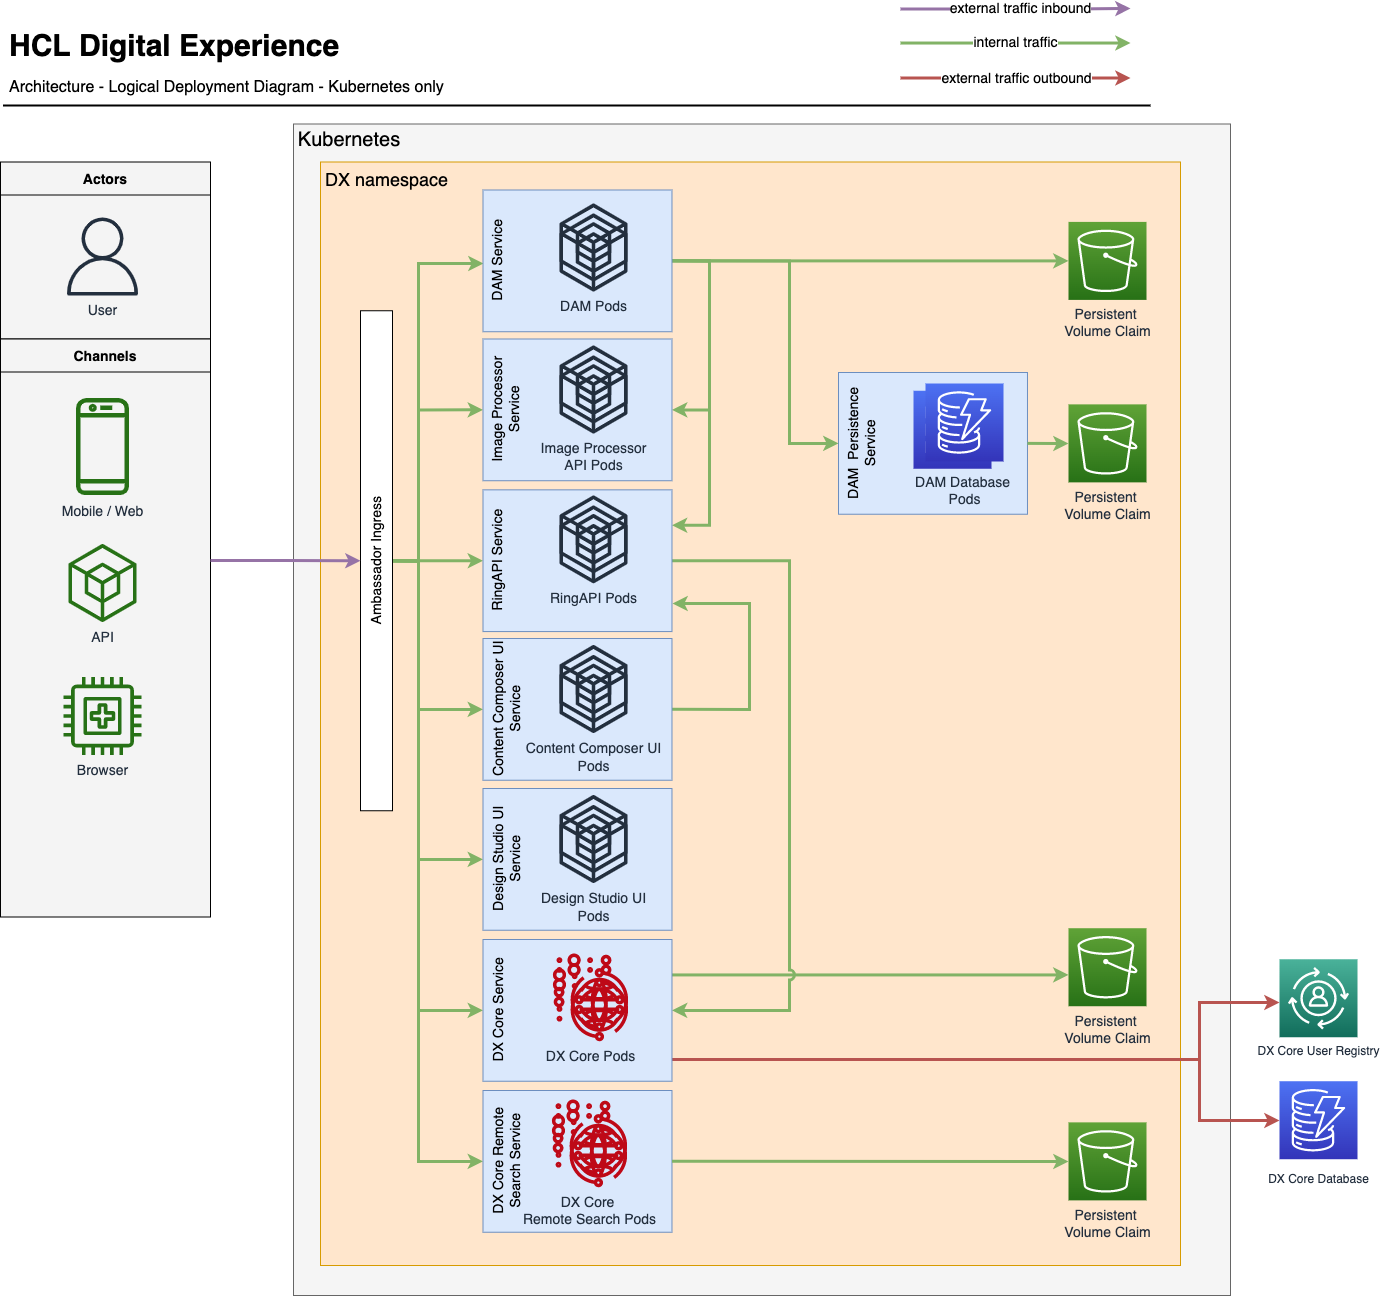 HCL Digital Experience
Architecture - Logical Deployment Diagram - Kubernetes only
external traffic inbound
internal traffic
external traffic outbound
Actors
User
Channels
Mobile / Web
API
Browser
Kubernetes
DX namespace
Ambassador Ingress
DAM Service
DAM Pods
Image Processor
Service
Image Processor
API Pods
RingAPI Service
RingAPI Pods
Content Composer UI
Service
Content Composer UI
Pods
Design Studio UI
Service
Design Studio UI
Pods
DX Core Service
DX Core Pods
DX Core Remote
Search Service
DX Core
Remote Search Pods
Persistent
Volume Claim
DAM Persistence
Service
DAM Database
Pods
Persistent
Volume Claim
Persistent
Volume Claim
Persistent
Volume Claim
DX Core User Registry
DX Core Database